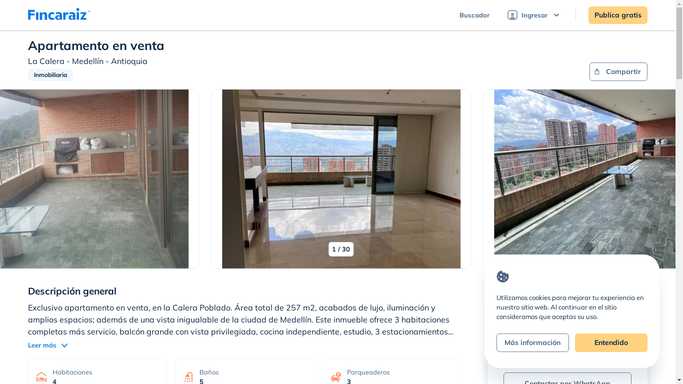 Fincaraiz
Buscador
Ingresar
Publica gratis
Apartamento en venta
La Calera - Medellín - Antioquia
Inmobiliaria
Compartir
1 / 30
Descripción general
Exclusivo apartamento en venta, en la Calera Poblado. Área total de 257 m2, acabados de lujo, iluminación y
amplios espacios; además de una vista inigualable de la ciudad de Medellín. Este inmueble ofrece 3 habitaciones
completas más servicio, balcón grande con vista privilegiada, cocina independiente, estudio, 3 estacionamientos...
Leer más
Habitaciones
4
Baños
5
Parqueaderos
3
Utilizamos cookies para mejorar tu experiencia en
nuestro sitio web. Al continuar en el sitio
consideramos que aceptas su uso.
Más información
Entendido
Contactar por WhatsApp